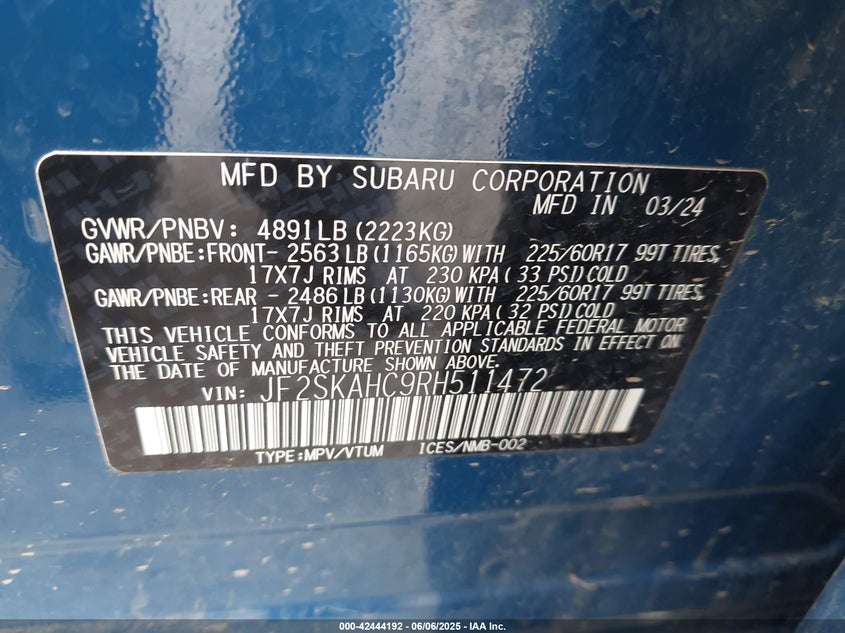 MFD BY SUBARU CORPORATION
MFD IN 03/24
GVWR/PNBV: 4891LB (2223KG)
GAWR/PNBE:FRONT- 2563LB (1165KG)WITH 225/60R17 99T TIRES,
17X7J RIMS AT 230 KPA( 33 PSI)COLD
GAWR/PNBE:REAR - 2486LB (1130KG)WITH 225/60R17 99T TIRES,
17X7J RIMS AT 220 KPA( 32 PSI)COLD
THIS VEHICLE CONFORMS TO ALL APPLICABLE FEDERAL MOTOR
VEHICLE SAFETY AND THEFT PREVENTION STANDARDS IN EFFECT ON
THE DATE OF MANUFACTURE SHOWN ABOVE.
VIN: JF2SKAHC9RH511472
TYPE:MPV/VTUM ICES/NMB-002
000-42444192 - 06/06/2025 - IAA Inc.